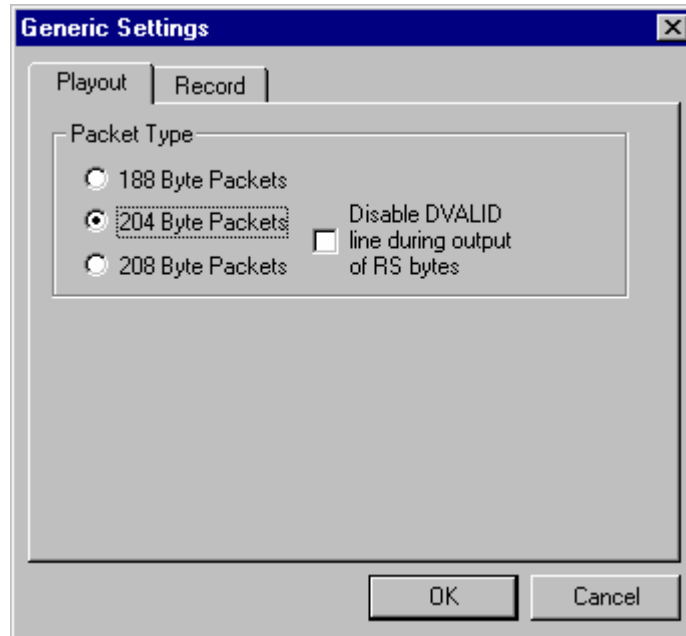 Generic Settings
Playout
Record
Packet Type
188 Byte Packets
204 Byte Packets
208 Byte Packets
Disable DVALID
line during output
of RS bytes
OK
Cancel